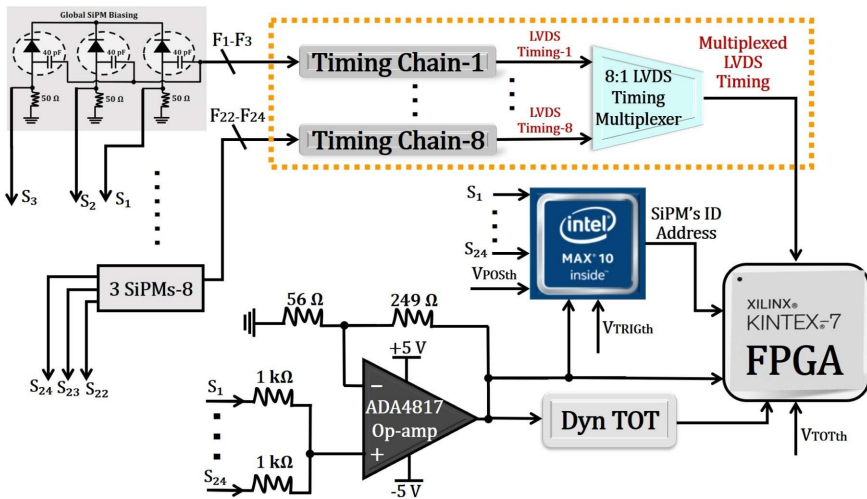 Global SiPM Biasing
40 pF
40 pF
40 pF
50 Ω
50 Ω
50 Ω
F1-F3
S3
S2
S1
Timing Chain-1
LVDS
Timing-1
Timing Chain-8
LVDS
Timing-8
8:1 LVDS
Timing
Multiplexer
Multiplexed
LVDS
Timing
F22-F24
3 SiPMs-8
S24
S23
S22
S1
S24
VPOSth
intel
MAX® 10
inside™
VTRIGth
SiPM's ID
Address
XILINX®
KINTEX®-7
FPGA
VTOTth
56 Ω
249 Ω
+5 V
S1
1 kΩ
S24
1 kΩ
−
ADA4817
Op-amp
+
-5 V
Dyn TOT